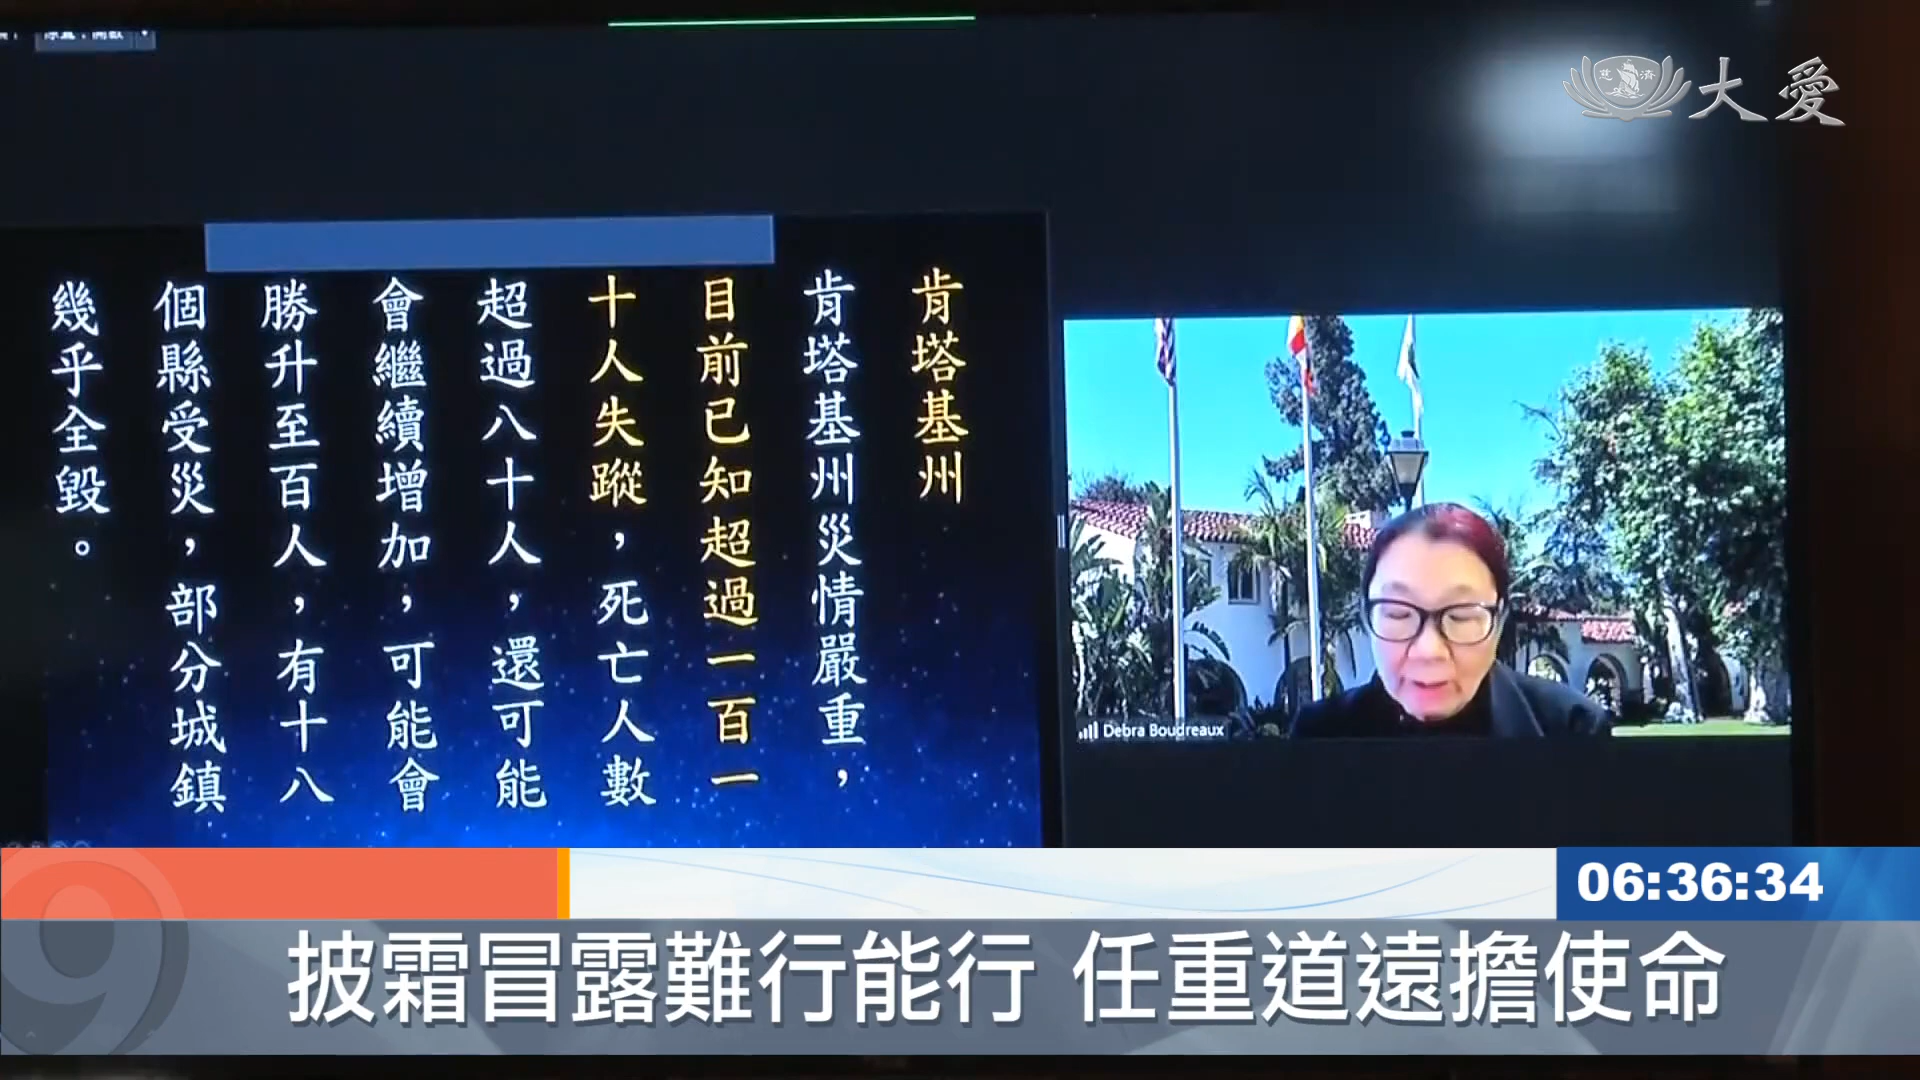 慈濟
大愛
肯塔基州
肯塔基州災情嚴重，
目前已知超過一百一
十人失蹤，死亡人數
超過八十人，還可能
會繼續增加，可能會
勝升至百人，有十八
個縣受災，部分城鎮
幾乎全毀。
Debra Boudreaux
06:36:34
披霜冒露難行能行 任重道遠擔使命